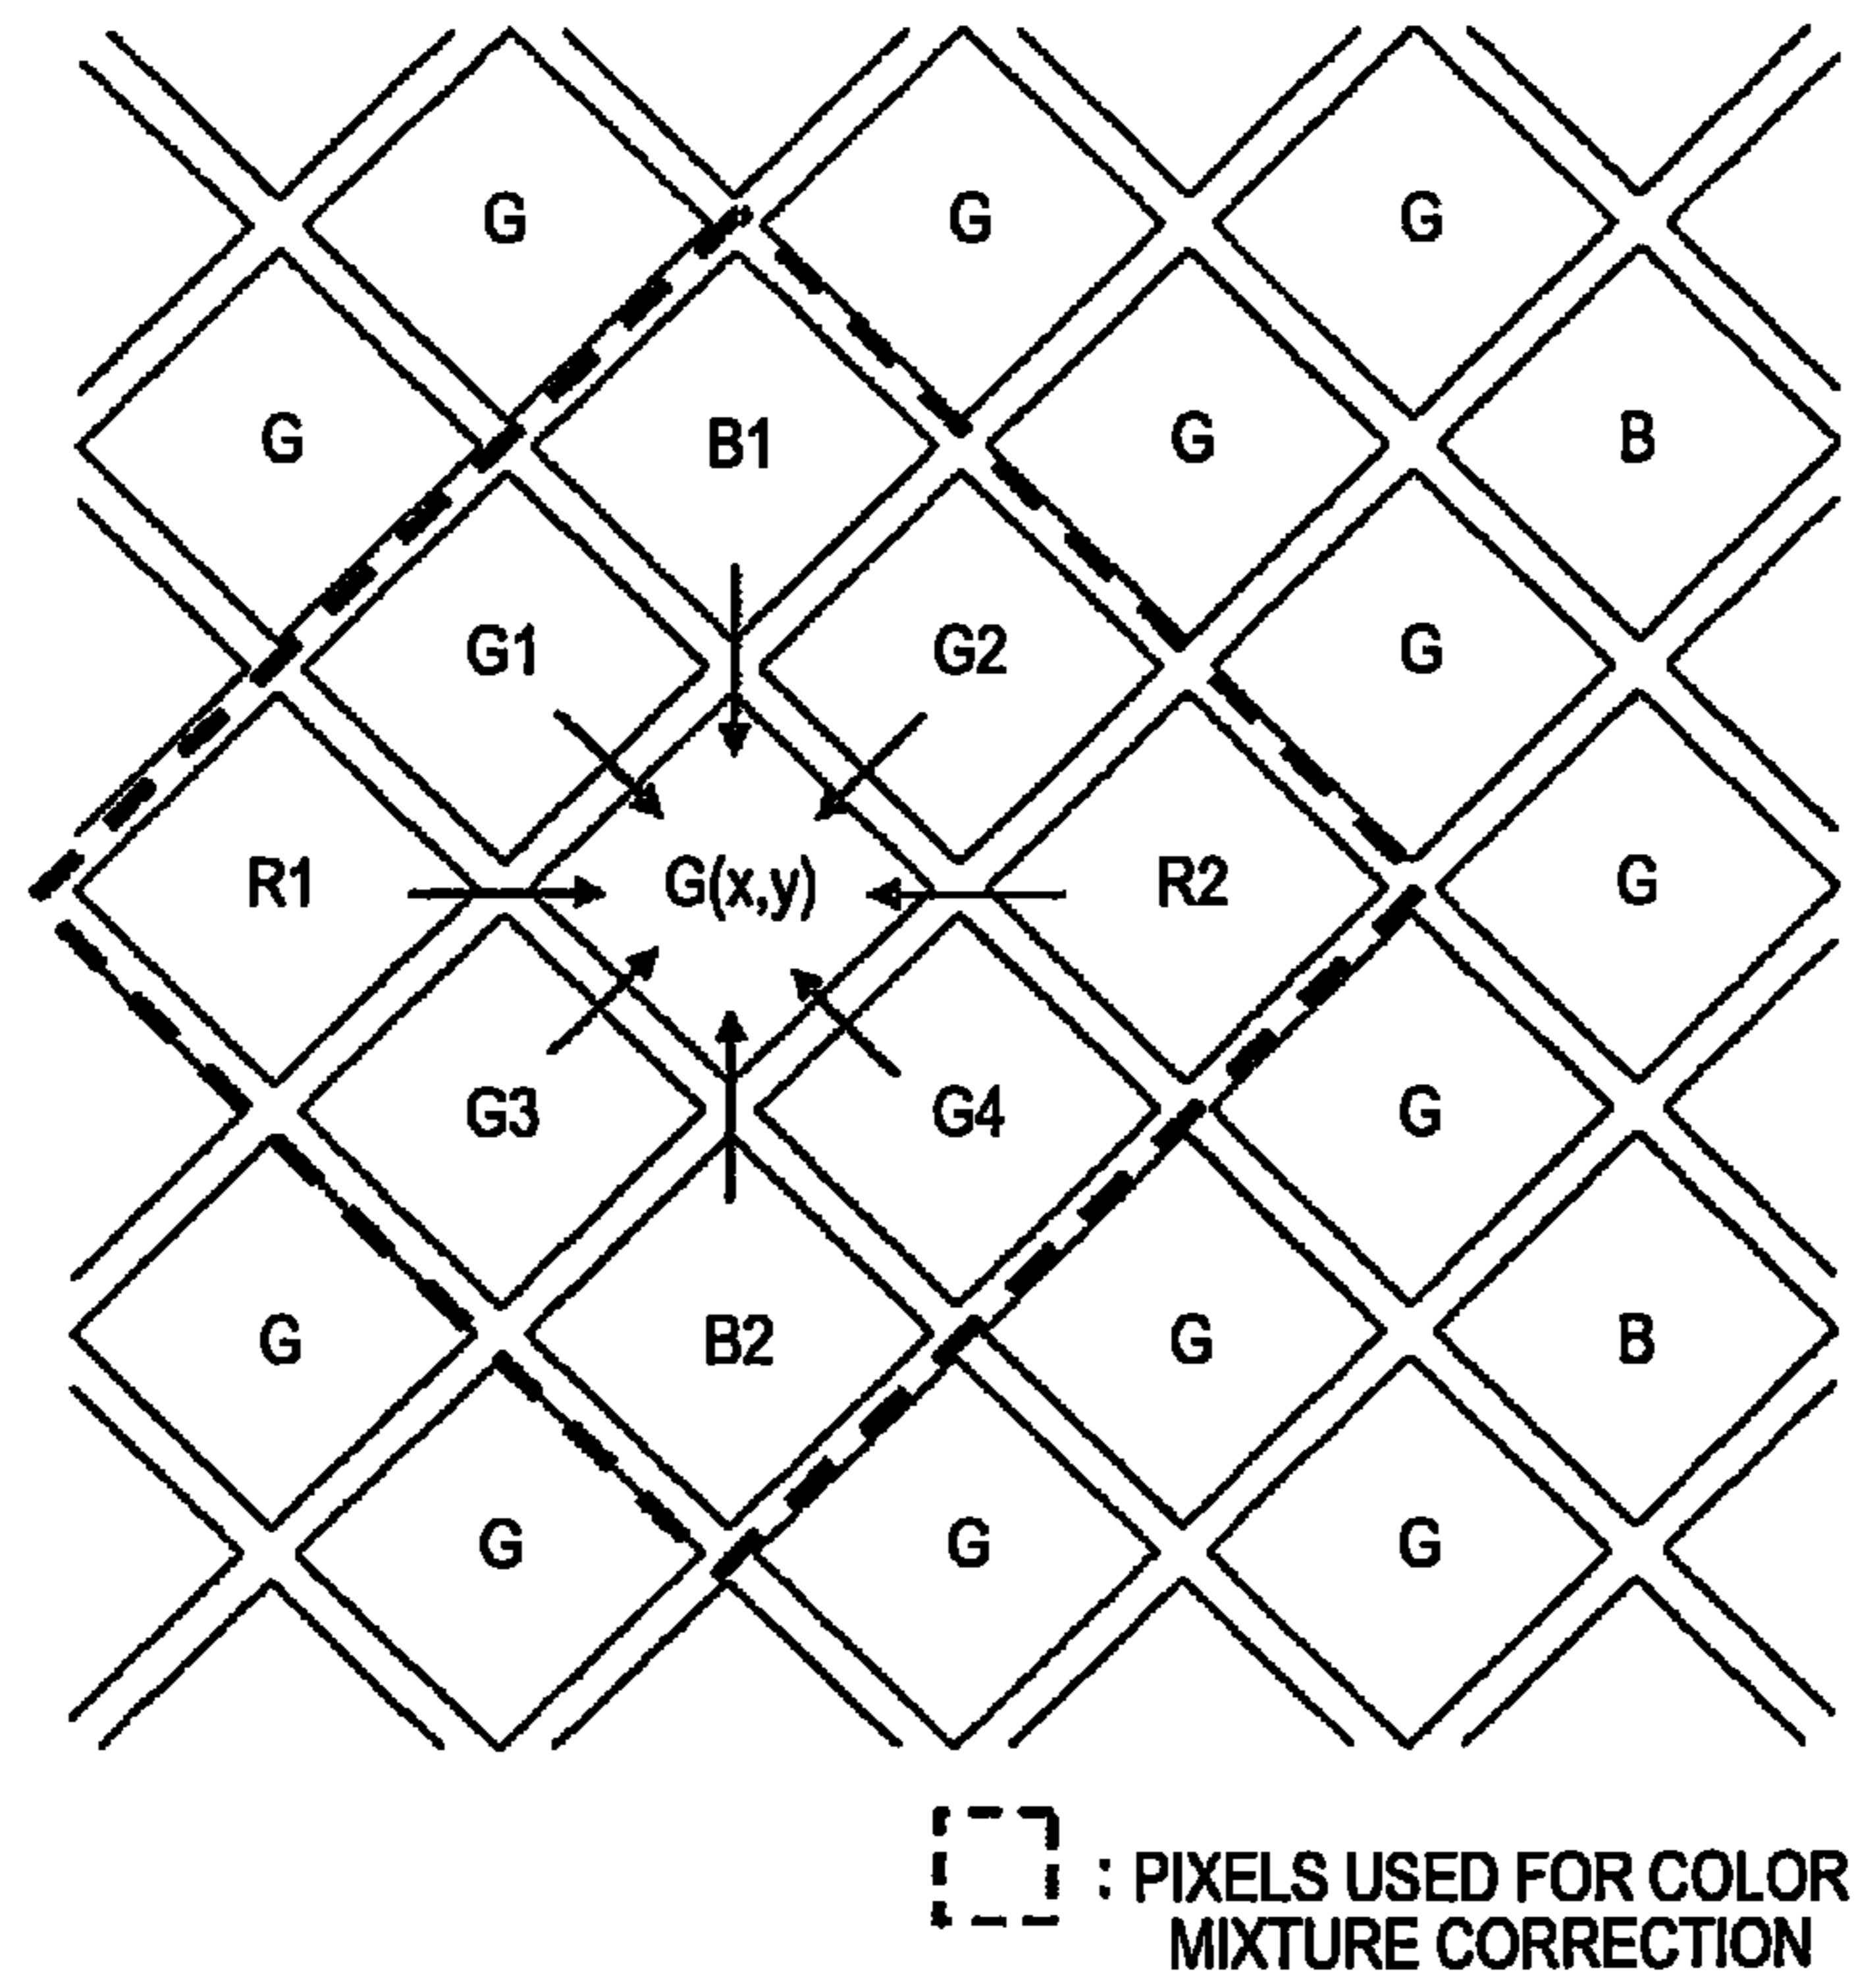 G G G
G B1 G B
G1 G2 G
R1 G(x,y) R2 G
G3 G4 G
G B2 G B
G G G
: PIXELS USED FOR COLOR
MIXTURE CORRECTION